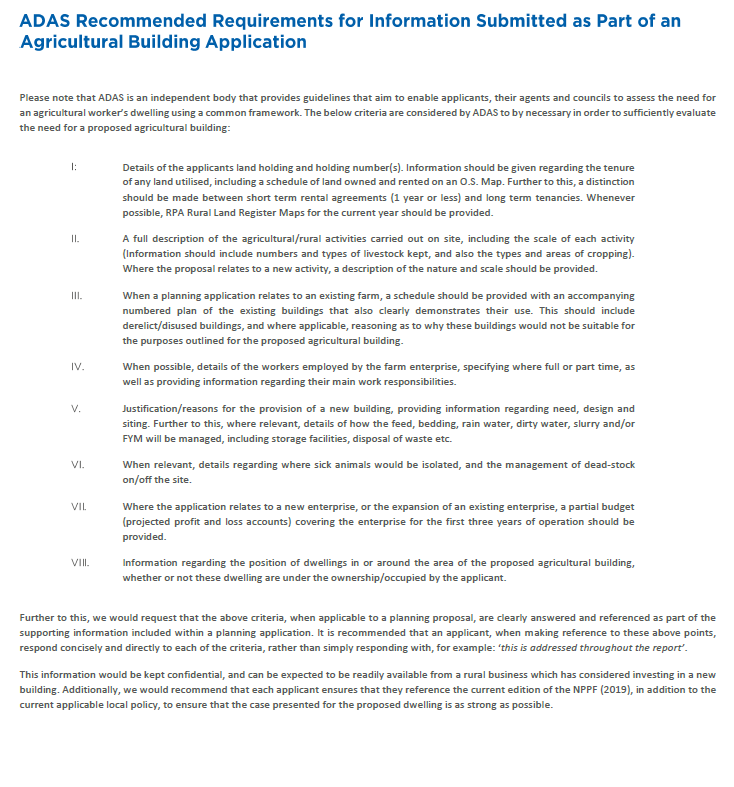 ADAS Recommended Requirements for Information Submitted as Part of an
Agricultural Building Application
Please note that ADAS is an independent body that provides guidelines that aim to enable applicants, their agents and councils to assess the need for
an agricultural worker's dwelling using a common framework. The below criteria are considered by ADAS to by necessary in order to sufficiently evaluate
the need for a proposed agricultural building:
I: Details of the applicants land holding and holding number(s). Information should be given regarding the tenure
of any land utilised, including a schedule of land owned and rented on an O.S. Map. Further to this, a distinction
should be made between short term rental agreements (1 year or less) and long term tenancies. Whenever
possible, RPA Rural Land Register Maps for the current year should be provided.
II. A full description of the agricultural/rural activities carried out on site, including the scale of each activity
(Information should include numbers and types of livestock kept, and also the types and areas of cropping).
Where the proposal relates to a new activity, a description of the nature and scale should be provided.
III. When a planning application relates to an existing farm, a schedule should be provided with an accompanying
numbered plan of the existing buildings that also clearly demonstrates their use. This should include
derelict/disused buildings, and where applicable, reasoning as to why these buildings would not be suitable for
the purposes outlined for the proposed agricultural building.
IV. When possible, details of the workers employed by the farm enterprise, specifying where full or part time, as
well as providing information regarding their main work responsibilities.
V. Justification/reasons for the provision of a new building, providing information regarding need, design and
siting. Further to this, where relevant, details of how the feed, bedding, rain water, dirty water, slurry and/or
FYM will be managed, including storage facilities, disposal of waste etc.
VI. When relevant, details regarding where sick animals would be isolated, and the management of dead-stock
on/off the site.
VII. Where the application relates to a new enterprise, or the expansion of an existing enterprise, a partial budget
(projected profit and loss accounts) covering the enterprise for the first three years of operation should be
provided.
VIII. Information regarding the position of dwellings in or around the area of the proposed agricultural building,
whether or not these dwelling are under the ownership/occupied by the applicant.
Further to this, we would request that the above criteria, when applicable to a planning proposal, are clearly answered and referenced as part of the
supporting information included within a planning application. It is recommended that an applicant, when making reference to these above points,
respond concisely and directly to each of the criteria, rather than simply responding with, for example: 'this is addressed throughout the report'.
This information would be kept confidential, and can be expected to be readily available from a rural business which has considered investing in a new
building. Additionally, we would recommend that each applicant ensures that they reference the current edition of the NPPF (2019), in addition to the
current applicable local policy, to ensure that the case presented for the proposed dwelling is as strong as possible.